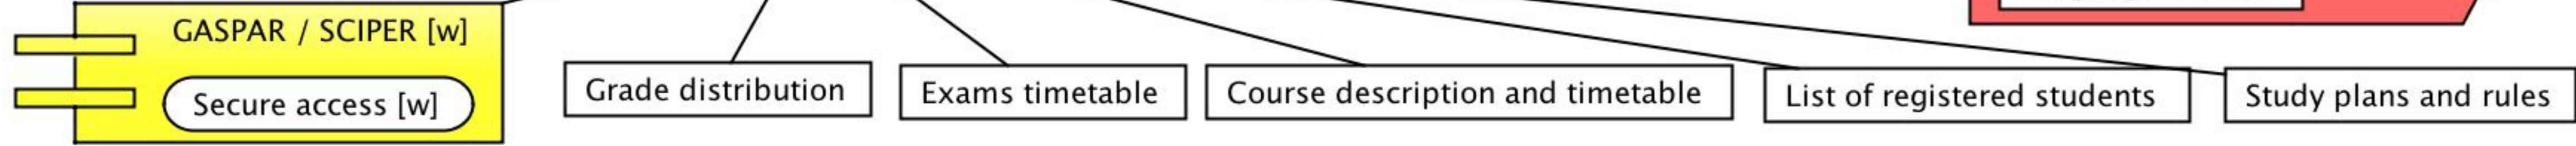 GASPAR / SCIPER [w]
Secure access [w]
Grade distribution
Exams timetable
Course description and timetable
List of registered students
Study plans and rules